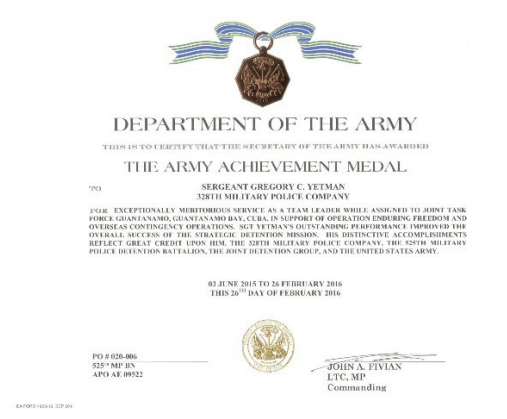 DEPARTMENT OF THE ARMY
THIS IS TO CERTIFY THAT THE SECRETARY OF THE ARMY HAS AWARDED
THE ARMY ACHIEVEMENT MEDAL
TO SERGEANT GREGORY C. YETMAN
328TH MILITARY POLICE COMPANY
FOR EXCEPTIONALLY MERITORIOUS SERVICE AS A TEAM LEADER WHILE ASSIGNED TO JOINT TASK
FORCE GUANTANAMO, GUANTANAMO BAY, CUBA, IN SUPPORT OF OPERATION ENDURING FREEDOM AND
OVERSEAS CONTINGENCY OPERATIONS. SGT YETMAN'S OUTSTANDING PERFORMANCE IMPROVED THE
OVERALL SUCCESS OF THE STRATEGIC DETENTION MISSION. HIS DISTINCTIVE ACCOMPLISHMENTS
REFLECT GREAT CREDIT UPON HIM, THE 328TH MILITARY POLICE COMPANY, THE 525TH MILITARY
POLICE DETENTION BATTALION, THE JOINT DETENTION GROUP, AND THE UNITED STATES ARMY.
03 JUNE 2015 TO 26 FEBRUARY 2016
THIS 26TH DAY OF FEBRUARY 2016
PO # 020-006
525TH MP BN
APO AE 09522
JOHN A. FIVIAN
LTC, MP
Commanding